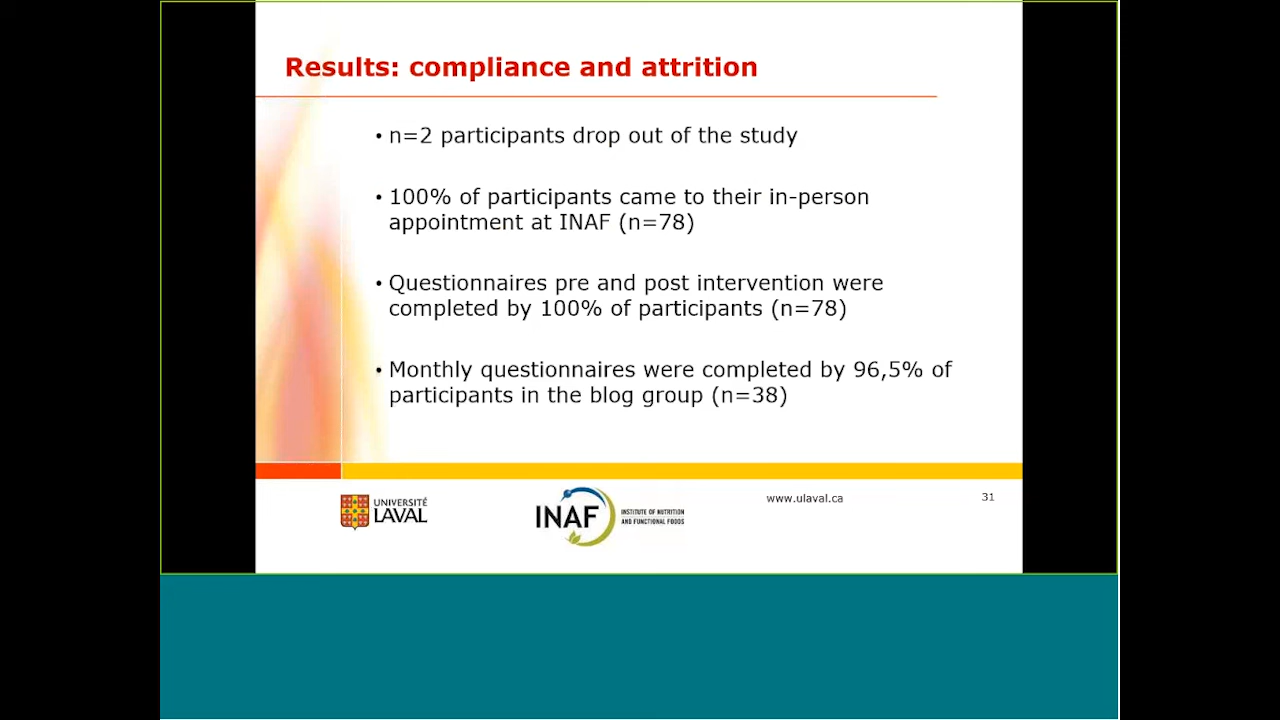 Results: compliance and attrition
• n=2 participants drop out of the study
• 100% of participants came to their in-person
appointment at INAF (n=78)
• Questionnaires pre and post intervention were
completed by 100% of participants (n=78)
• Monthly questionnaires were completed by 96,5% of
participants in the blog group (n=38)
UNIVERSITÉ
LAVAL
INAF
INSTITUTE OF NUTRITION
AND FUNCTIONAL FOODS
www.ulaval.ca
31